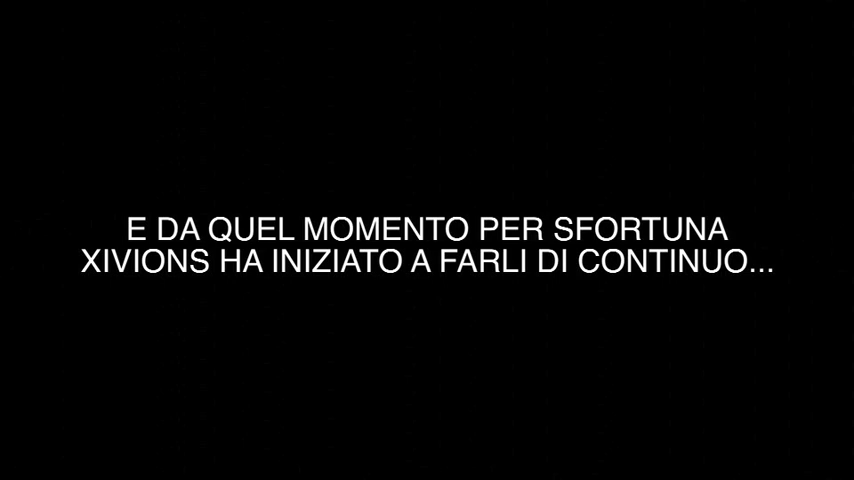 E DA QUEL MOMENTO PER SFORTUNA
XIVIONS HA INIZIATO A FARLI DI CONTINUO...